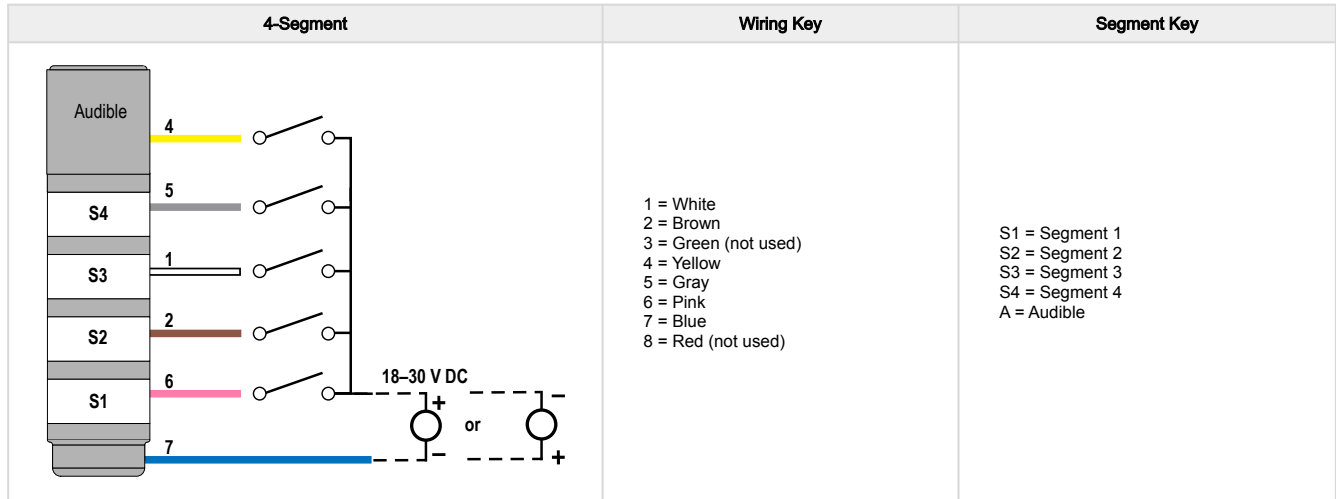 4-Segment
Wiring Key
Segment Key
Audible
4
5
S4
1
S3
2
S2
6
18–30 V DC
S1
+
–
or
–
+
7
1 = White
2 = Brown
3 = Green (not used)
4 = Yellow
5 = Gray
6 = Pink
7 = Blue
8 = Red (not used)
S1 = Segment 1
S2 = Segment 2
S3 = Segment 3
S4 = Segment 4
A = Audible